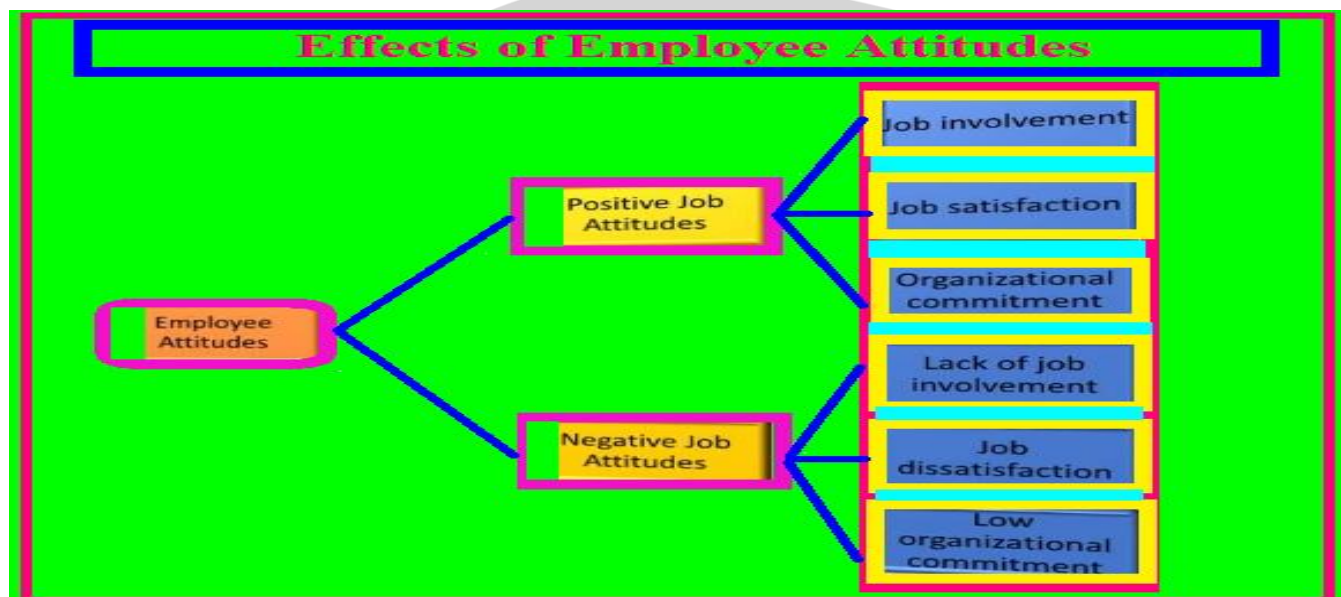 Effects of Employee Attitudes
Employee
Attitudes
Positive Job
Attitudes
Negative Job
Attitudes
Job involvement
Job satisfaction
Organizational
commitment
Lack of job
involvement
Job
dissatisfaction
Low
organizational
commitment